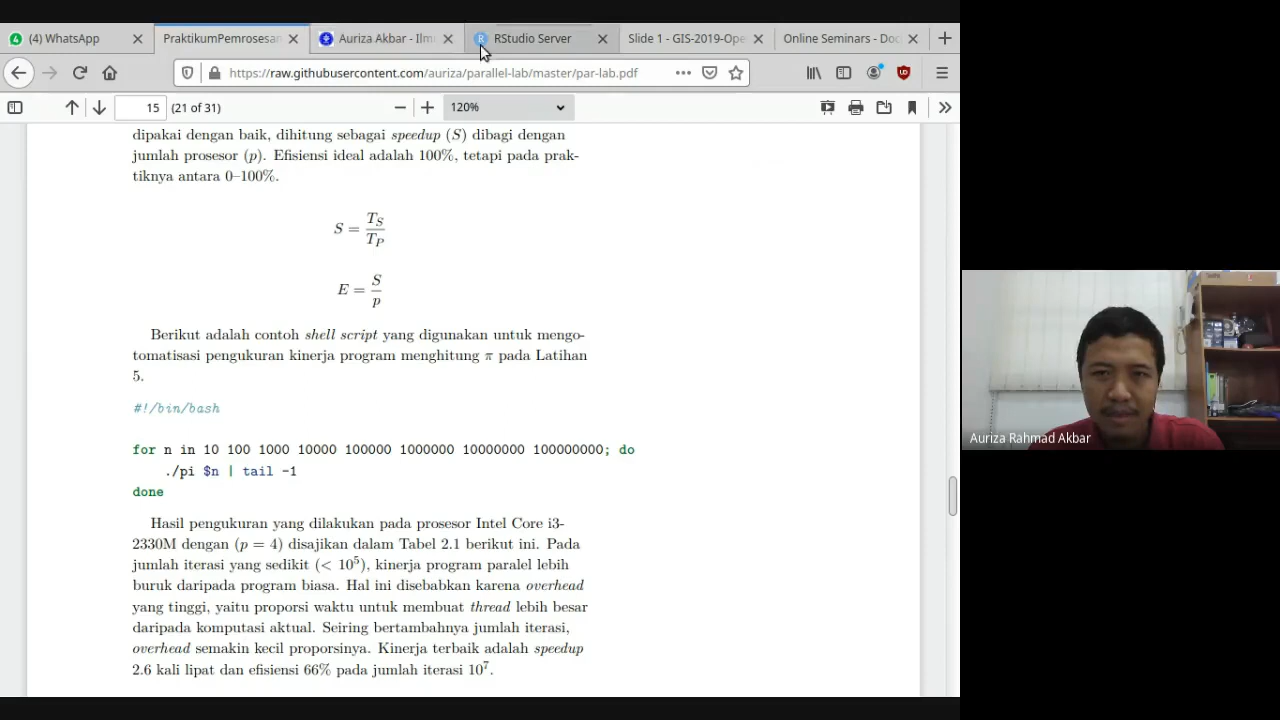 (4) WhatsApp
PraktikumPemrosesan
Auriza Akbar - Ilm
RStudio Server
Slide 1 - GIS-2019-Ope
Online Seminars - Doc
https://raw.githubusercontent.com/auriza/parallel-lab/master/par-lab.pdf
15 (21 of 31)
120%
dipakai dengan baik, dihitung sebagai speedup (S) dibagi dengan
jumlah prosesor (p). Efisiensi ideal adalah 100%, tetapi pada prak-
tiknya antara 0–100%.
S = T_S / T_P
E = S / p
Berikut adalah contoh shell script yang digunakan untuk mengo-
tomatisasi pengukuran kinerja program menghitung π pada Latihan
5.
#!/bin/bash
for n in 10 100 1000 10000 100000 1000000 10000000 100000000; do
./pi $n | tail -1
done
Hasil pengukuran yang dilakukan pada prosesor Intel Core i3-
2330M dengan (p = 4) disajikan dalam Tabel 2.1 berikut ini. Pada
jumlah iterasi yang sedikit (< 10⁵), kinerja program paralel lebih
buruk daripada program biasa. Hal ini disebabkan karena overhead
yang tinggi, yaitu proporsi waktu untuk membuat thread lebih besar
daripada komputasi aktual. Seiring bertambahnya jumlah iterasi,
overhead semakin kecil proporsinya. Kinerja terbaik adalah speedup
2.6 kali lipat dan efisiensi 66% pada jumlah iterasi 10⁷.
Auriza Rahmad Akbar